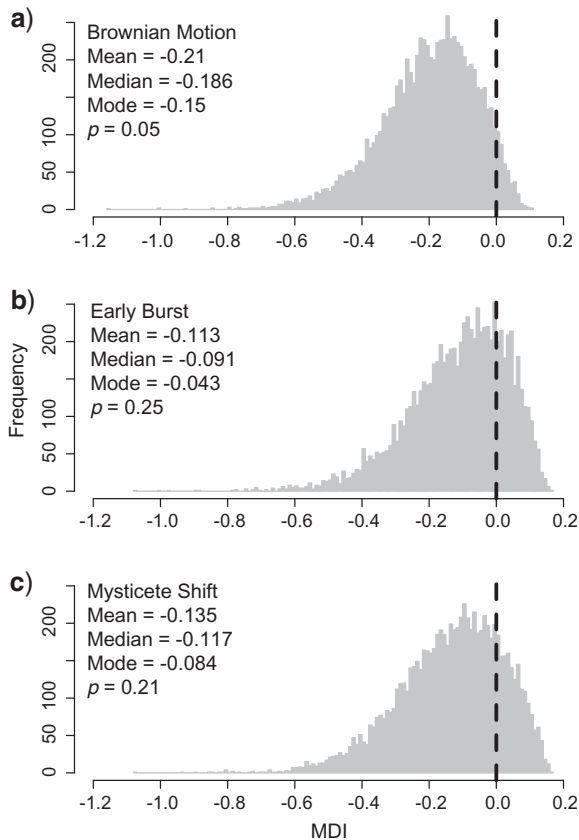 a)
Brownian Motion
Mean = -0.21
Median = -0.186
Mode = -0.15
p = 0.05
0 50 100 200
-1.2 -1.0 -0.8 -0.6 -0.4 -0.2 0.0 0.2
b)
Early Burst
Mean = -0.113
Median = -0.091
Mode = -0.043
p = 0.25
Frequency
0 50 100 200
-1.2 -1.0 -0.8 -0.6 -0.4 -0.2 0.0 0.2
c)
Mysticete Shift
Mean = -0.135
Median = -0.117
Mode = -0.084
p = 0.21
0 50 100 200
-1.2 -1.0 -0.8 -0.6 -0.4 -0.2 0.0 0.2
MDI